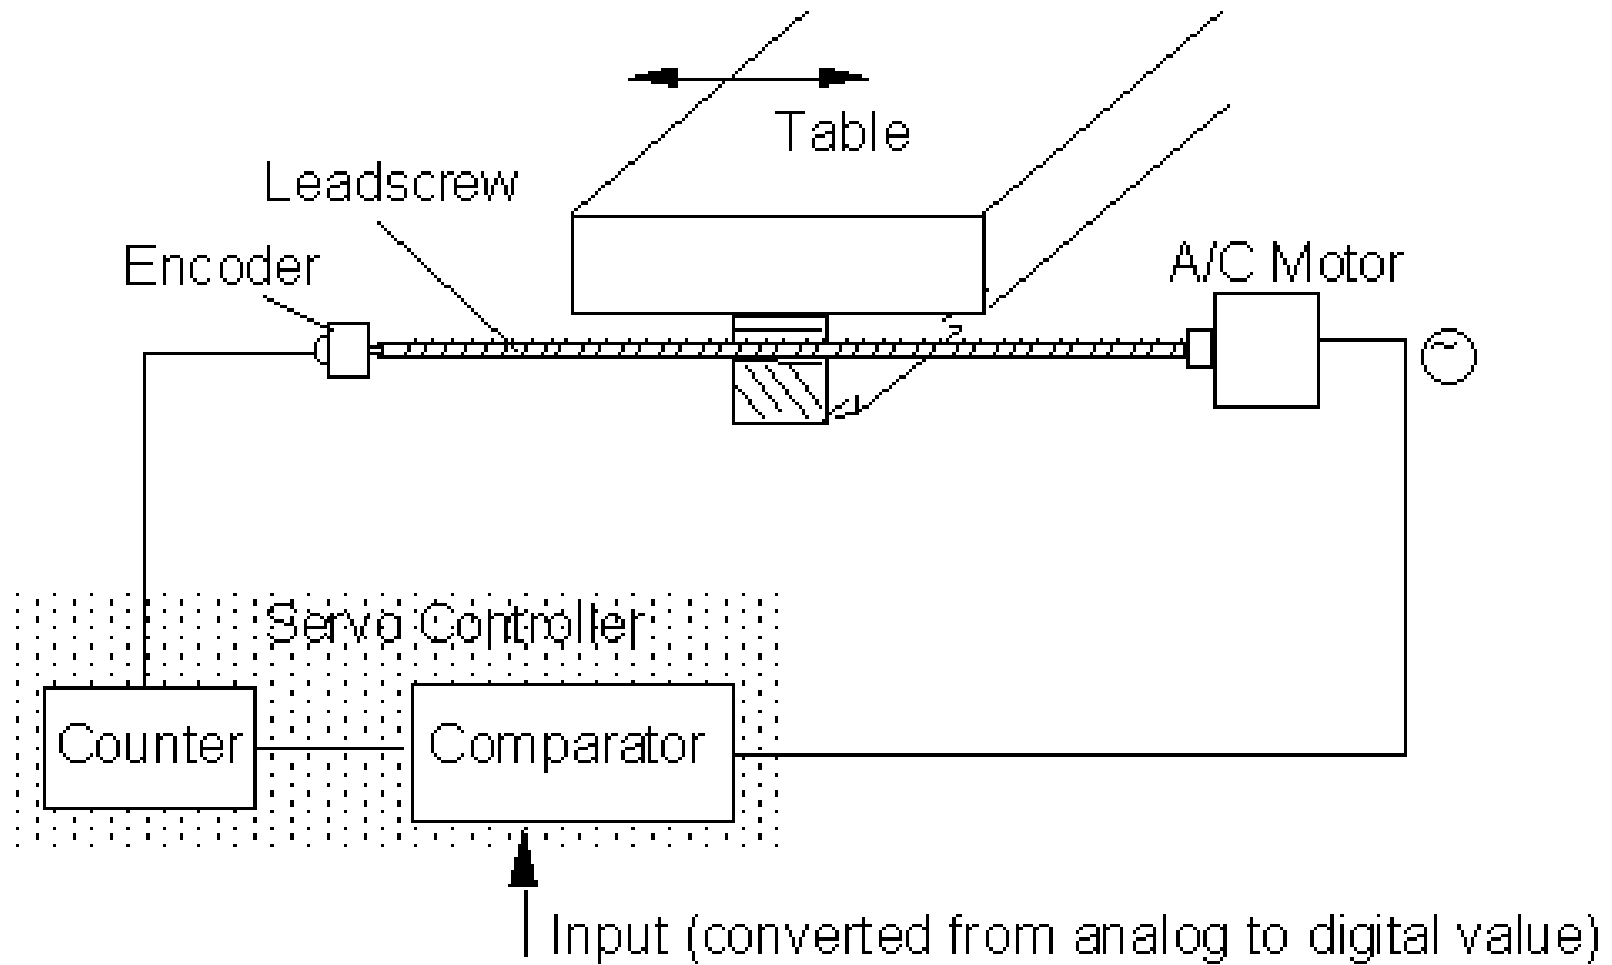 Table
Leadscrew
Encoder
A/C Motor
~
Servo Controller
Counter
Comparator
Input (converted from analog to digital value)